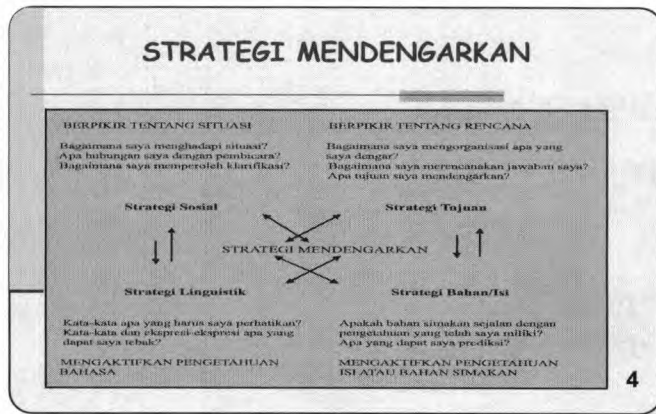 STRATEGI MENDENGARKAN
BERPIKIR TENTANG SITUASI
Bagaimana saya menghadapi situasi?
Apa hubungan saya dengan pembicara?
Bagaimana saya memperoleh klarifikasi?
BERPIKIR TENTANG RENCANA
Bagaimana saya mengorganisasi apa yang
saya dengar?
Bagaimana saya merencanakan jawaban saya?
Apa tujuan saya mendengarkan?
Strategi Sosial
Strategi Tujuan
STRATEGI MENDENGARKAN
Strategi Linguistik
Strategi Bahan/Isi
Kata-kata apa yang harus saya perhatikan?
Kata-kata dan ekspresi-ekspresi apa yang
dapat saya tebak?
MENGAKTIFKAN PENGETAHUAN
BAHASA
Apakah bahan simakan sejalan dengan
pengetahuan yang telah saya miliki?
Apa yang dapat saya prediksi?
MENGAKTIFKAN PENGETAHUAN
ISI ATAU BAHAN SIMAKAN
4